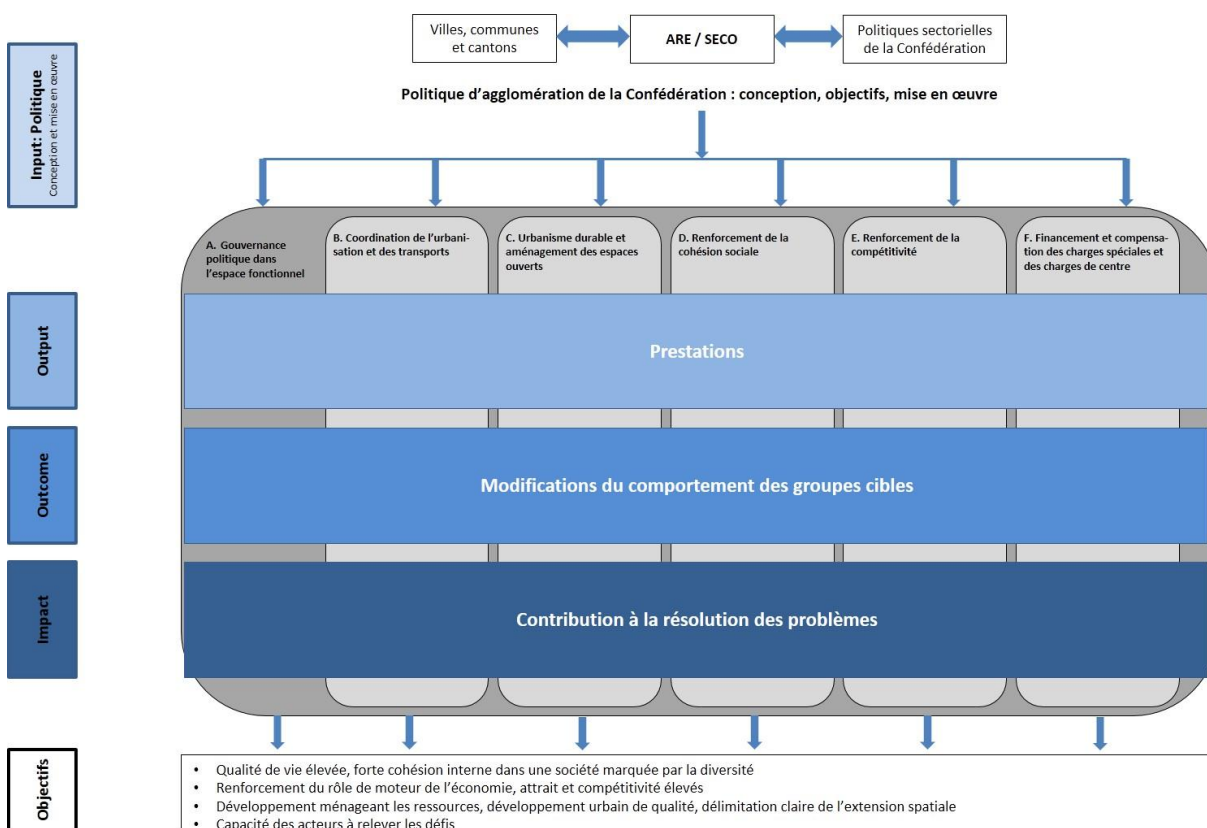 Villes, communes
et cantons
ARE / SECO
Politiques sectorielles
de la Confédération
Politique d'agglomération de la Confédération : conception, objectifs, mise en œuvre
Input: Politique
Conception et mise en œuvre
A. Gouvernance
politique dans
l'espace fonctionnel
B. Coordination de l'urbani-
sation et des transports
C. Urbanisme durable et
aménagement des espaces
ouverts
D. Renforcement de la
cohésion sociale
E. Renforcement de la
compétitivité
F. Financement et compensa-
tion des charges spéciales et
des charges de centre
Output
Prestations
Outcome
Modifications du comportement des groupes cibles
Impact
Contribution à la résolution des problèmes
Objectifs
• Qualité de vie élevée, forte cohésion interne dans une société marquée par la diversité
• Renforcement du rôle de moteur de l'économie, attrait et compétitivité élevés
• Développement ménageant les ressources, développement urbain de qualité, délimitation claire de l'extension spatiale
• Capacité des acteurs à relever les défis